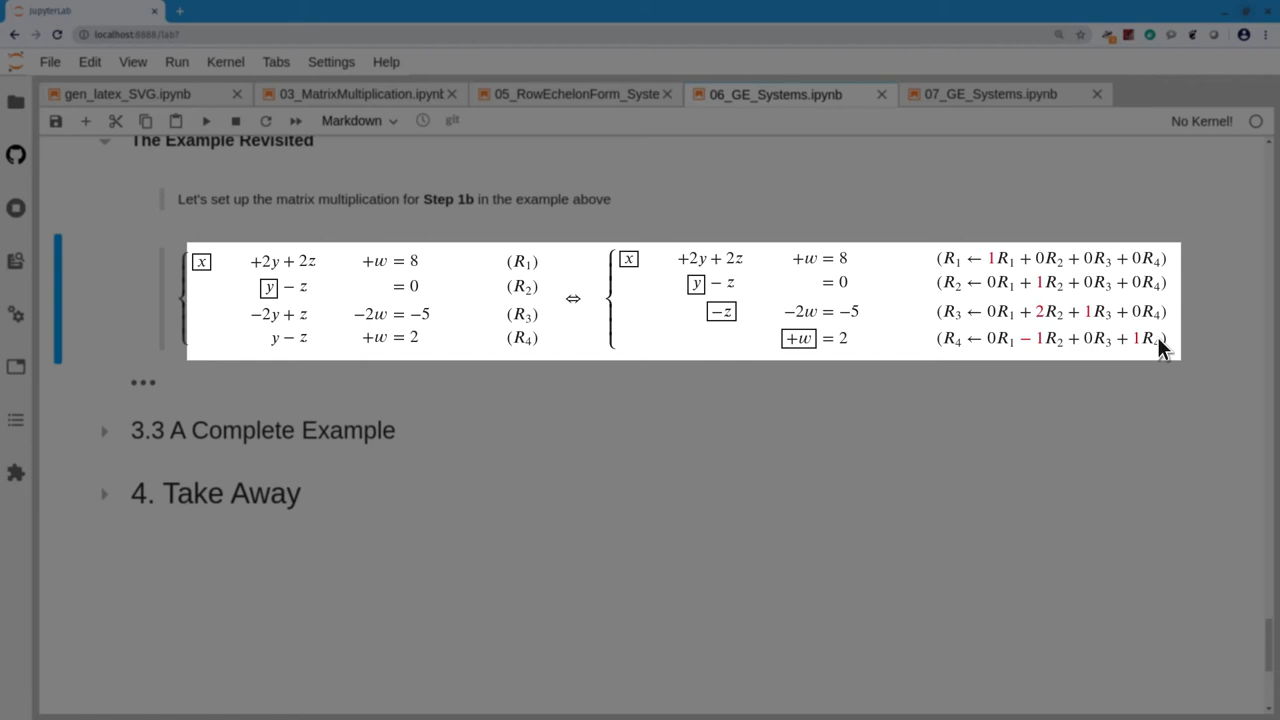 JupyterLab
localhost:8888/lab?
File Edit View Run Kernel Tabs Settings Help
gen_latex_SVG.ipynb 03_MatrixMultiplication.ipynb 05_RowEchelonForm_Syste 06_GE_Systems.ipynb 07_GE_Systems.ipynb
Markdown git No Kernel!
The Example Revisited
Let's set up the matrix multiplication for Step 1b in the example above
x +2y + 2z +w = 8 (R₁) ⇔ x +2y + 2z +w = 8 (R₁ ← 1R₁ + 0R₂ + 0R₃ + 0R₄)
y − z = 0 (R₂) y − z = 0 (R₂ ← 0R₁ + 1R₂ + 0R₃ + 0R₄)
−2y + z −2w = −5 (R₃) −z −2w = −5 (R₃ ← 0R₁ + 2R₂ + 1R₃ + 0R₄)
y − z +w = 2 (R₄) +w = 2 (R₄ ← 0R₁ − 1R₂ + 0R₃ + 1R₄)
•••
3.3 A Complete Example
4. Take Away